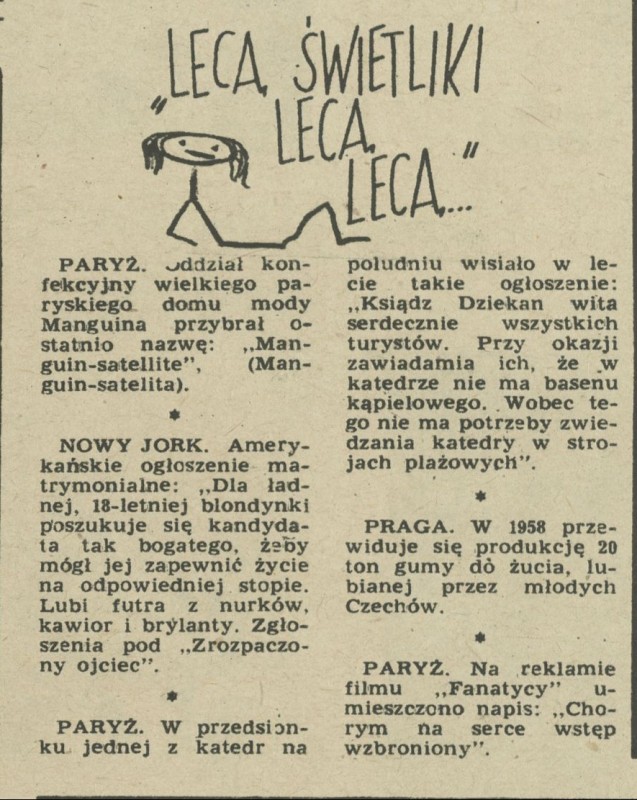 „LECĄ, ŚWIETLIKI
LECĄ,
LECĄ,..."
PARYŻ. Oddział kon-
fekcyjny wielkiego pa-
ryskiego domu mody
Manguina przybrał o-
statnio nazwę: „Man-
guin-satellite", (Man-
guin-satelita).
*
NOWY JORK. Amery-
kańskie ogłoszenie ma-
trymonialne: „Dla ład-
nej, 18-letniej blondynki
poszukuje się kandyda-
ta tak bogatego, żeby
mógł jej zapewnić życie
na odpowiedniej stopie.
Lubi futra z nurków,
kawior i brylanty. Zgło-
szenia pod „Zrozpaczo-
ny ojciec".
*
PARYŻ. W przedsion-
ku jednej z katedr na
południu wisiało w le-
cie takie ogłoszenie:
„Ksiądz Dziekan wita
serdecznie wszystkich
turystów. Przy okazji
zawiadamia ich, że w
katedrze nie ma basenu
kąpielowego. Wobec te-
go nie ma potrzeby zwie-
dzania katedry w stro-
jach plażowych".
*
PRAGA. W 1958 prze-
widuje się produkcję 20
ton gumy do żucia, lu-
bianej przez młodych
Czechów.
*
PARYŻ. Na reklamie
filmu „Fanatycy" u-
mieszczono napis: „Cho-
rym na serce wstęp
wzbroniony".